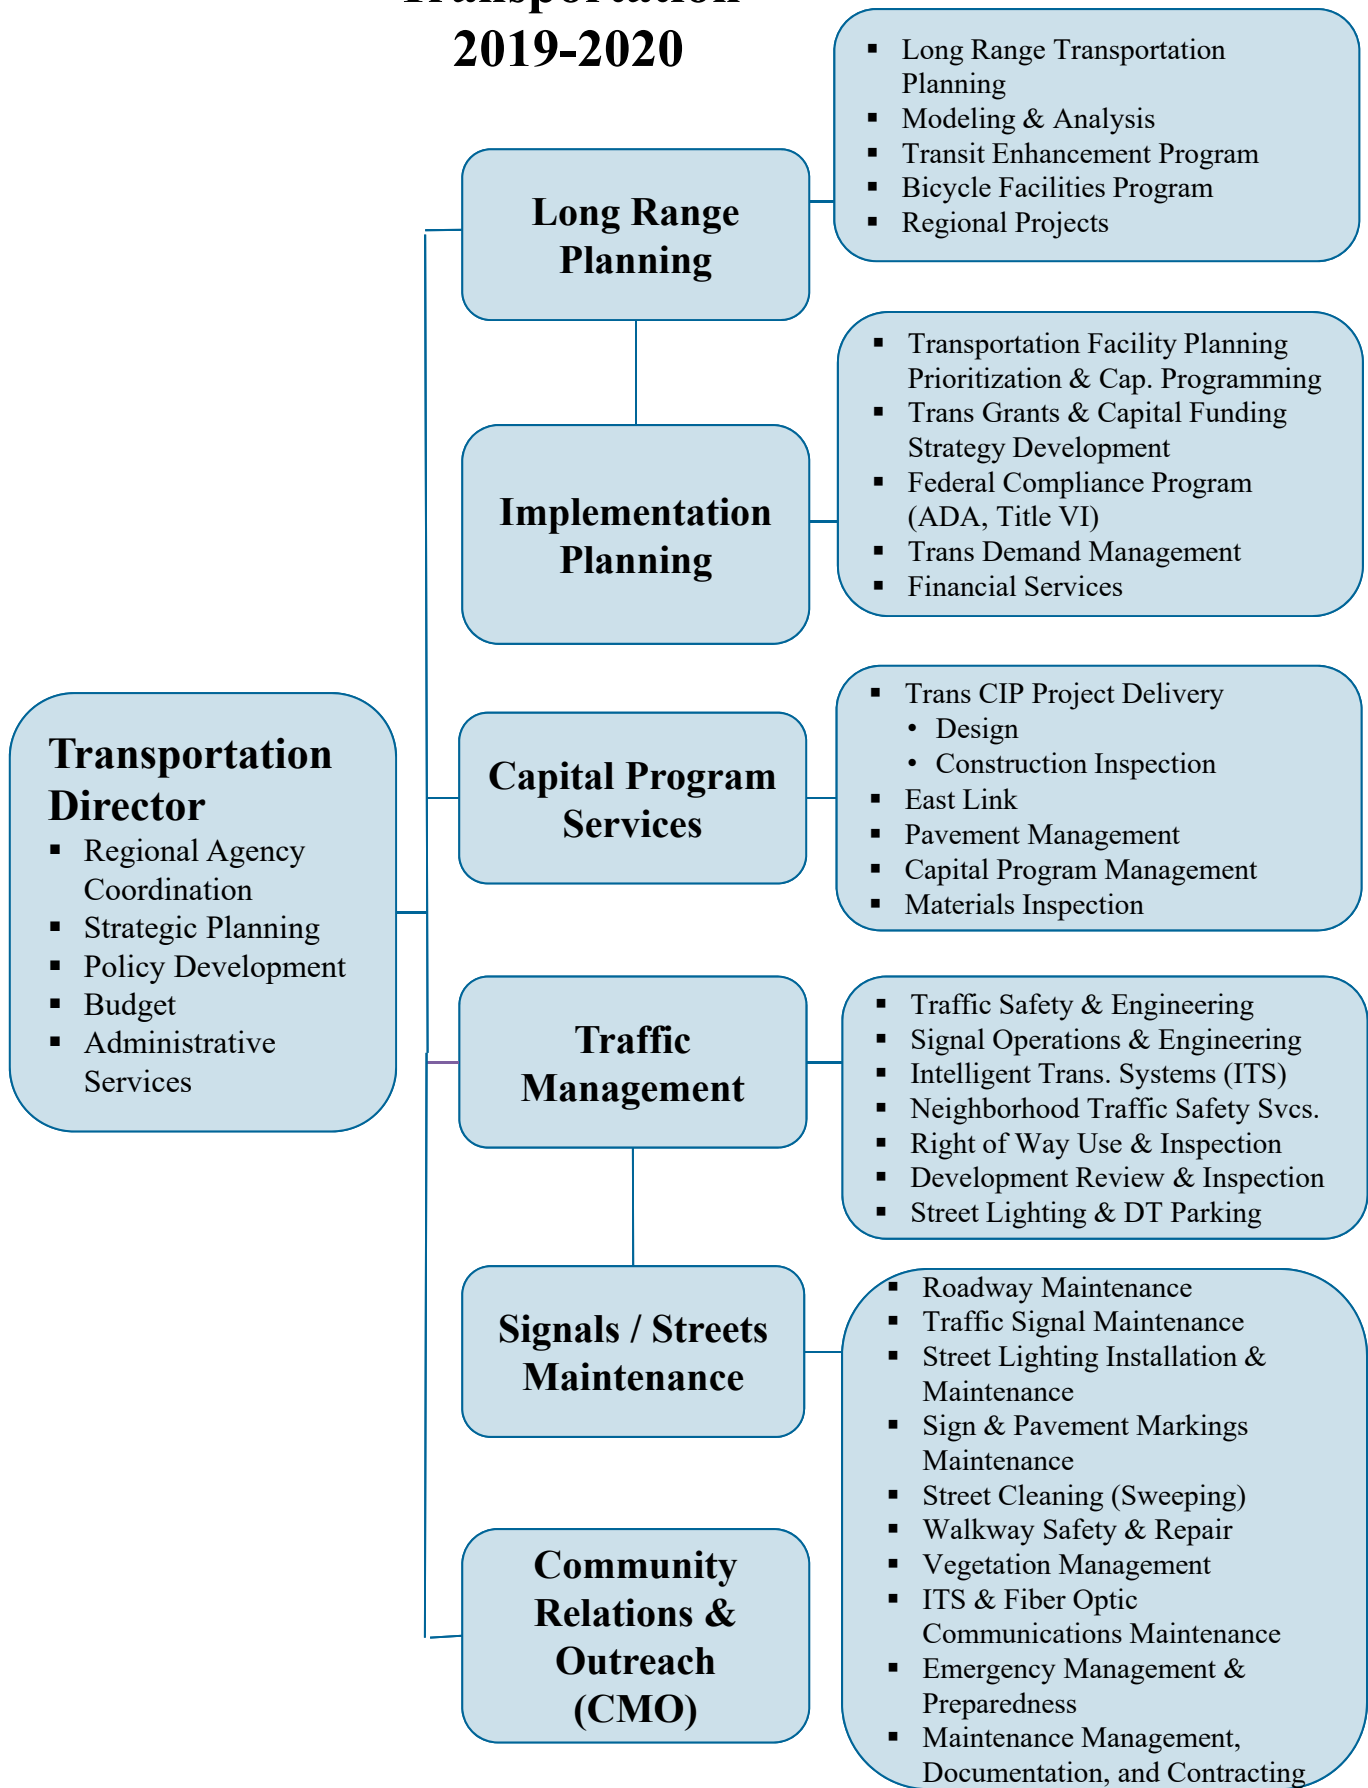 Transportation
2019-2020
Long Range
Planning
▪ Long Range Transportation
Planning
▪ Modeling & Analysis
▪ Transit Enhancement Program
▪ Bicycle Facilities Program
▪ Regional Projects
Implementation
Planning
▪ Transportation Facility Planning
Prioritization & Cap. Programming
▪ Trans Grants & Capital Funding
Strategy Development
▪ Federal Compliance Program
(ADA, Title VI)
▪ Trans Demand Management
▪ Financial Services
Transportation
Director
▪ Regional Agency
Coordination
▪ Strategic Planning
▪ Policy Development
▪ Budget
▪ Administrative
Services
Capital Program
Services
▪ Trans CIP Project Delivery
• Design
• Construction Inspection
▪ East Link
▪ Pavement Management
▪ Capital Program Management
▪ Materials Inspection
Traffic
Management
▪ Traffic Safety & Engineering
▪ Signal Operations & Engineering
▪ Intelligent Trans. Systems (ITS)
▪ Neighborhood Traffic Safety Svcs.
▪ Right of Way Use & Inspection
▪ Development Review & Inspection
▪ Street Lighting & DT Parking
Signals / Streets
Maintenance
▪ Roadway Maintenance
▪ Traffic Signal Maintenance
▪ Street Lighting Installation &
Maintenance
▪ Sign & Pavement Markings
Maintenance
▪ Street Cleaning (Sweeping)
▪ Walkway Safety & Repair
▪ Vegetation Management
▪ ITS & Fiber Optic
Communications Maintenance
▪ Emergency Management &
Preparedness
▪ Maintenance Management,
Documentation, and Contracting
Community
Relations &
Outreach
(CMO)